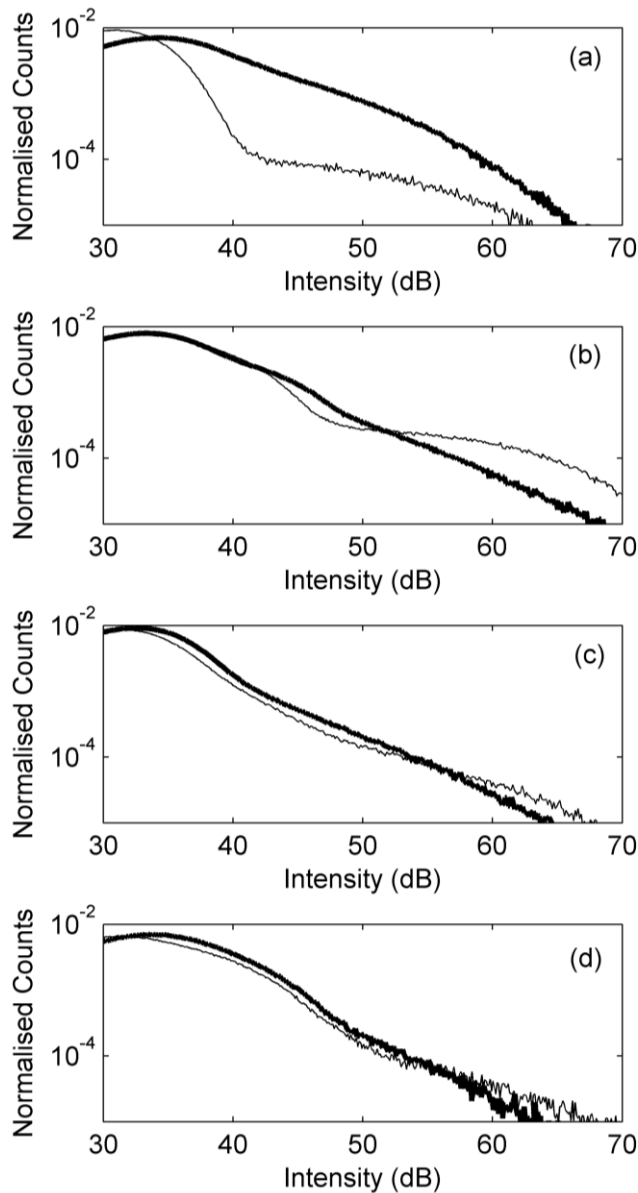 10⁻²
(a)
Normalised Counts
10⁻⁴
30 40 50 60 70
Intensity (dB)
10⁻²
(b)
Normalised Counts
10⁻⁴
30 40 50 60 70
Intensity (dB)
10⁻²
(c)
Normalised Counts
10⁻⁴
30 40 50 60 70
Intensity (dB)
10⁻²
(d)
Normalised Counts
10⁻⁴
30 40 50 60 70
Intensity (dB)